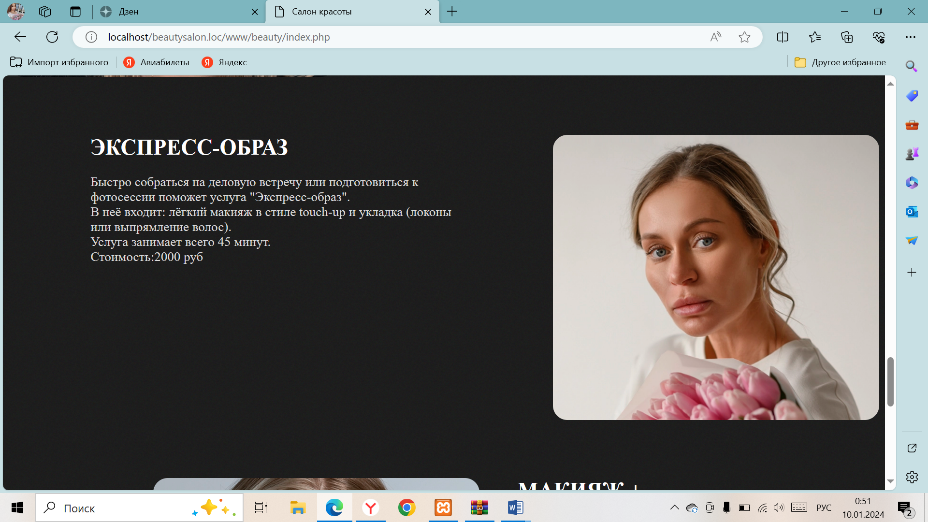 Дзен
Салон красоты
localhost/beautysalon.loc/www/beauty/index.php
Импорт избранного
Авиабилеты
Яндекс
Другое избранное
ЭКСПРЕСС-ОБРАЗ
Быстро собраться на деловую встречу или подготовиться к
фотосессии поможет услуга "Экспресс-образ".
В неё входит: лёгкий макияж в стиле touch-up и укладка (локоны
или выпрямление волос).
Услуга занимает всего 45 минут.
Стоимость:2000 руб
МАКИЯЖ +
Поиск
РУС
0:51
10.01.2024
2